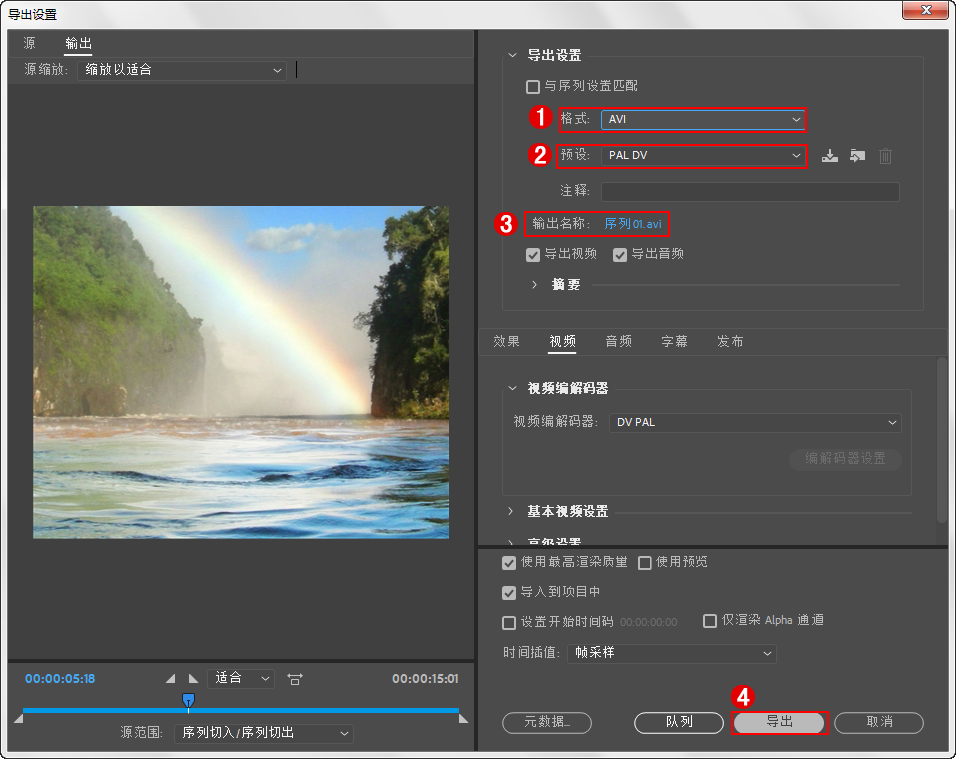 导出设置
源 输出
源缩放: 缩放以适合
导出设置
与序列设置匹配
1 格式: AVI
2 预设: PAL DV
注释:
3 输出名称: 序列 01.avi
导出视频 导出音频
摘要
效果 视频 音频 字幕 发布
视频编解码器
视频编解码器: DV PAL
编解码器设置
基本视频设置
高级设置
使用最高渲染质量 使用预览
导入到项目中
设置开始时间码 00:00:00:00 仅渲染 Alpha 通道
时间插值: 帧采样
00:00:05:18 适合 00:00:15:01
源范围: 序列切入/序列切出
4
元数据... 队列 导出 取消